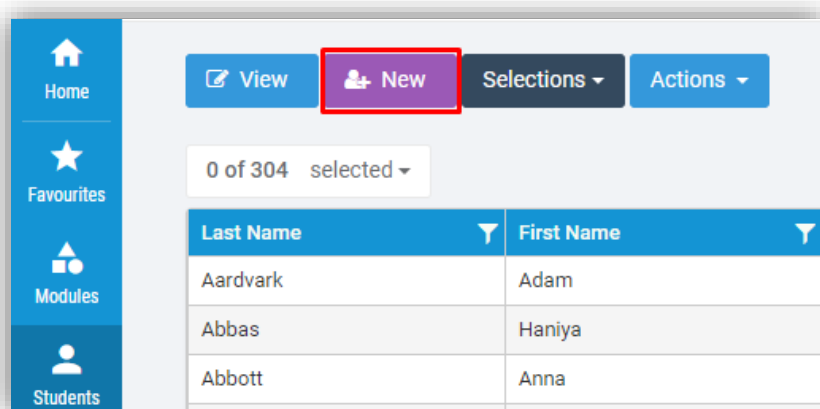 Home
Favourites
Modules
Students
View New Selections Actions
0 of 304 selected
Last Name First Name
Aardvark Adam
Abbas Haniya
Abbott Anna